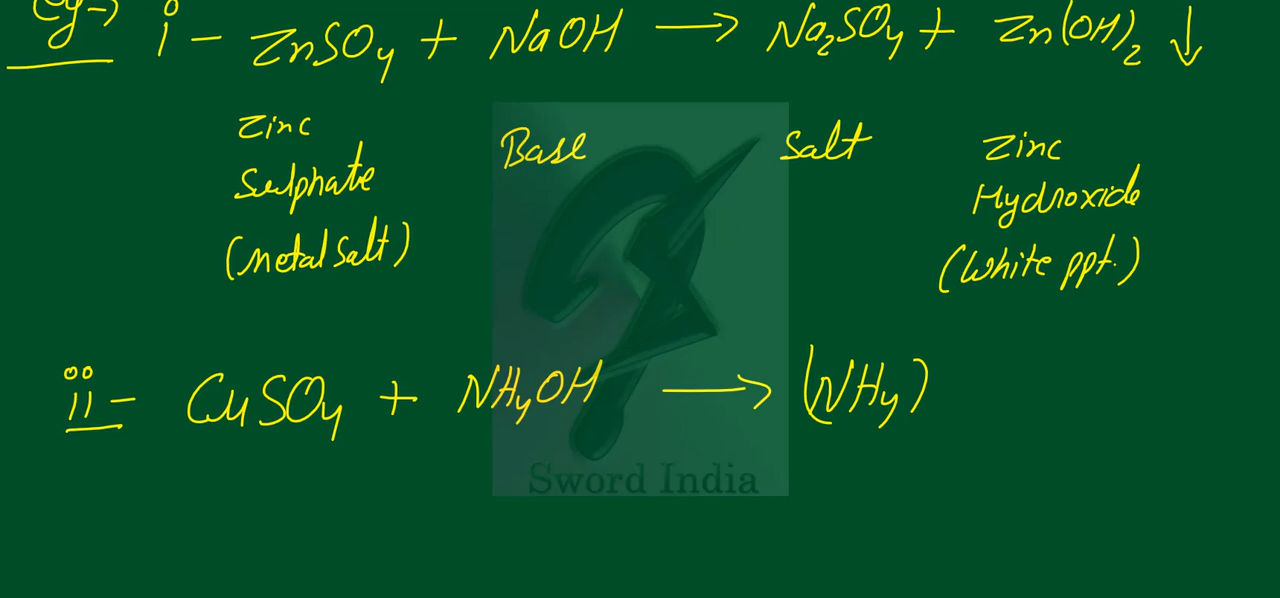 Eg→ i - ZnSO₄ + NaOH → Na₂SO₄ + Zn(OH)₂ ↓
Zinc Sulphate (metal salt)
Base
Salt
Zinc Hydroxide (White ppt.)
ii - CuSO₄ + NH₄OH → (NH₄)
Sword India